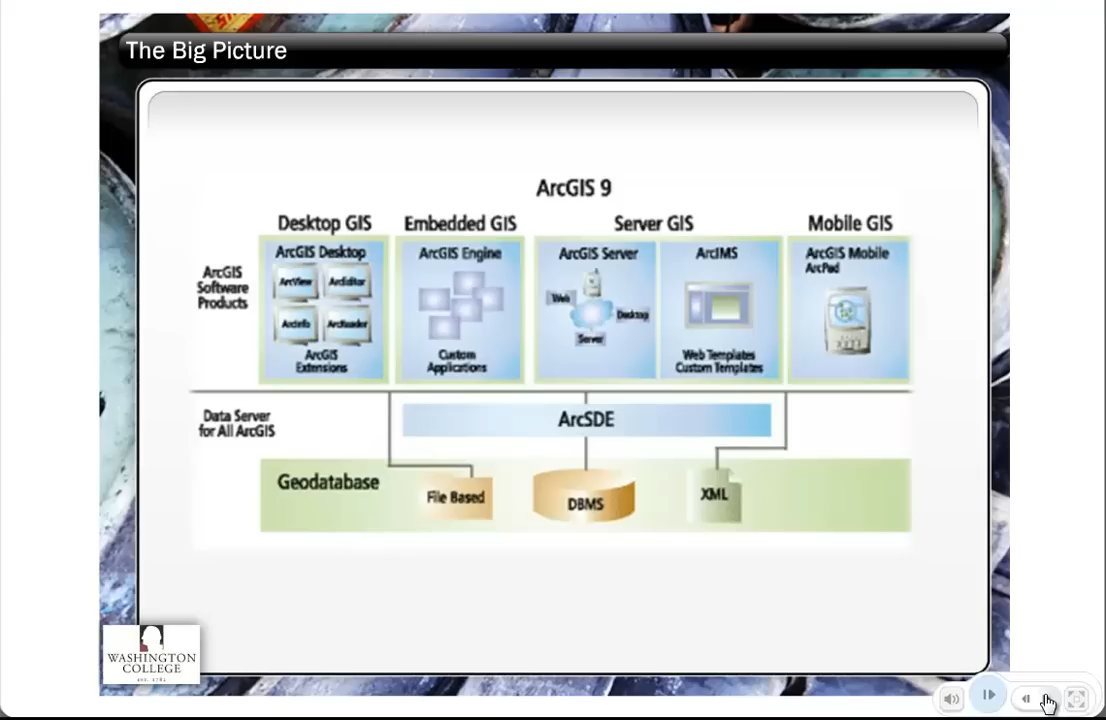 The Big Picture
ArcGIS 9
Desktop GIS Embedded GIS Server GIS Mobile GIS
ArcGIS
Software
Products
ArcGIS Desktop
ArcView ArcEditor
ArcInfo ArcReader
ArcGIS
Extensions
ArcGIS Engine
Custom
Applications
ArcGIS Server
Web
Desktop
Server
ArcIMS
Web Templates
Custom Templates
ArcGIS Mobile
ArcPad
Data Server
for All ArcGIS
ArcSDE
Geodatabase
File Based
DBMS
XML
WASHINGTON
COLLEGE
EST. 1782